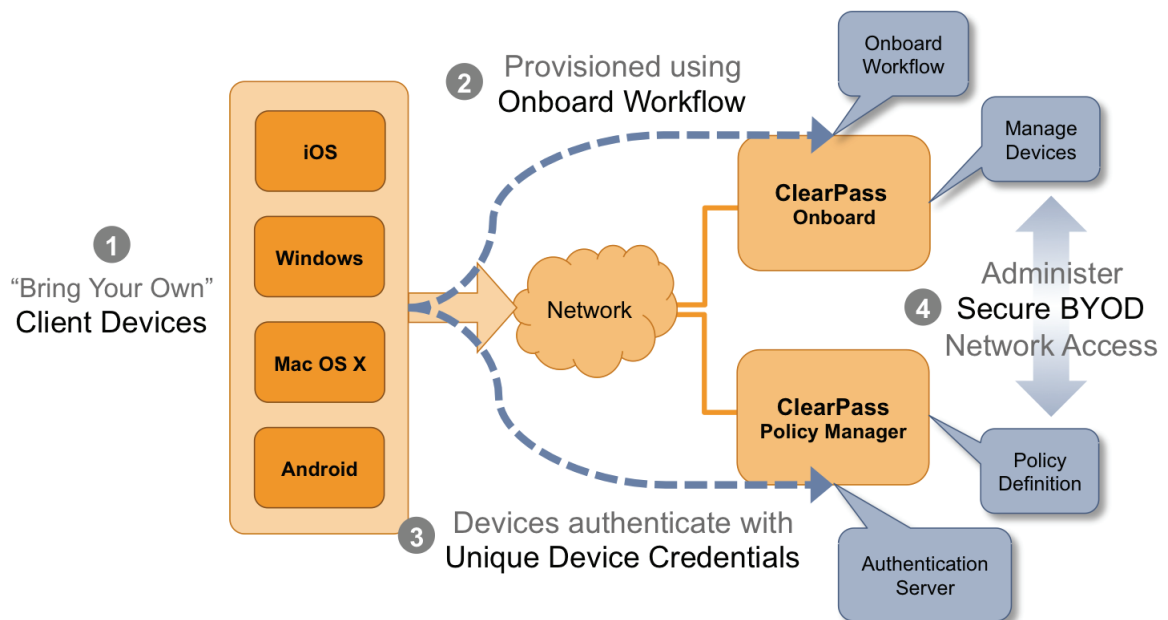 1
“Bring Your Own”
Client Devices
iOS
Windows
Mac OS X
Android
2
Provisioned using
Onboard Workflow
Network
3
Devices authenticate with
Unique Device Credentials
Onboard
Workflow
Manage
Devices
ClearPass
Onboard
4
Administer
Secure BYOD
Network Access
ClearPass
Policy Manager
Policy
Definition
Authentication
Server